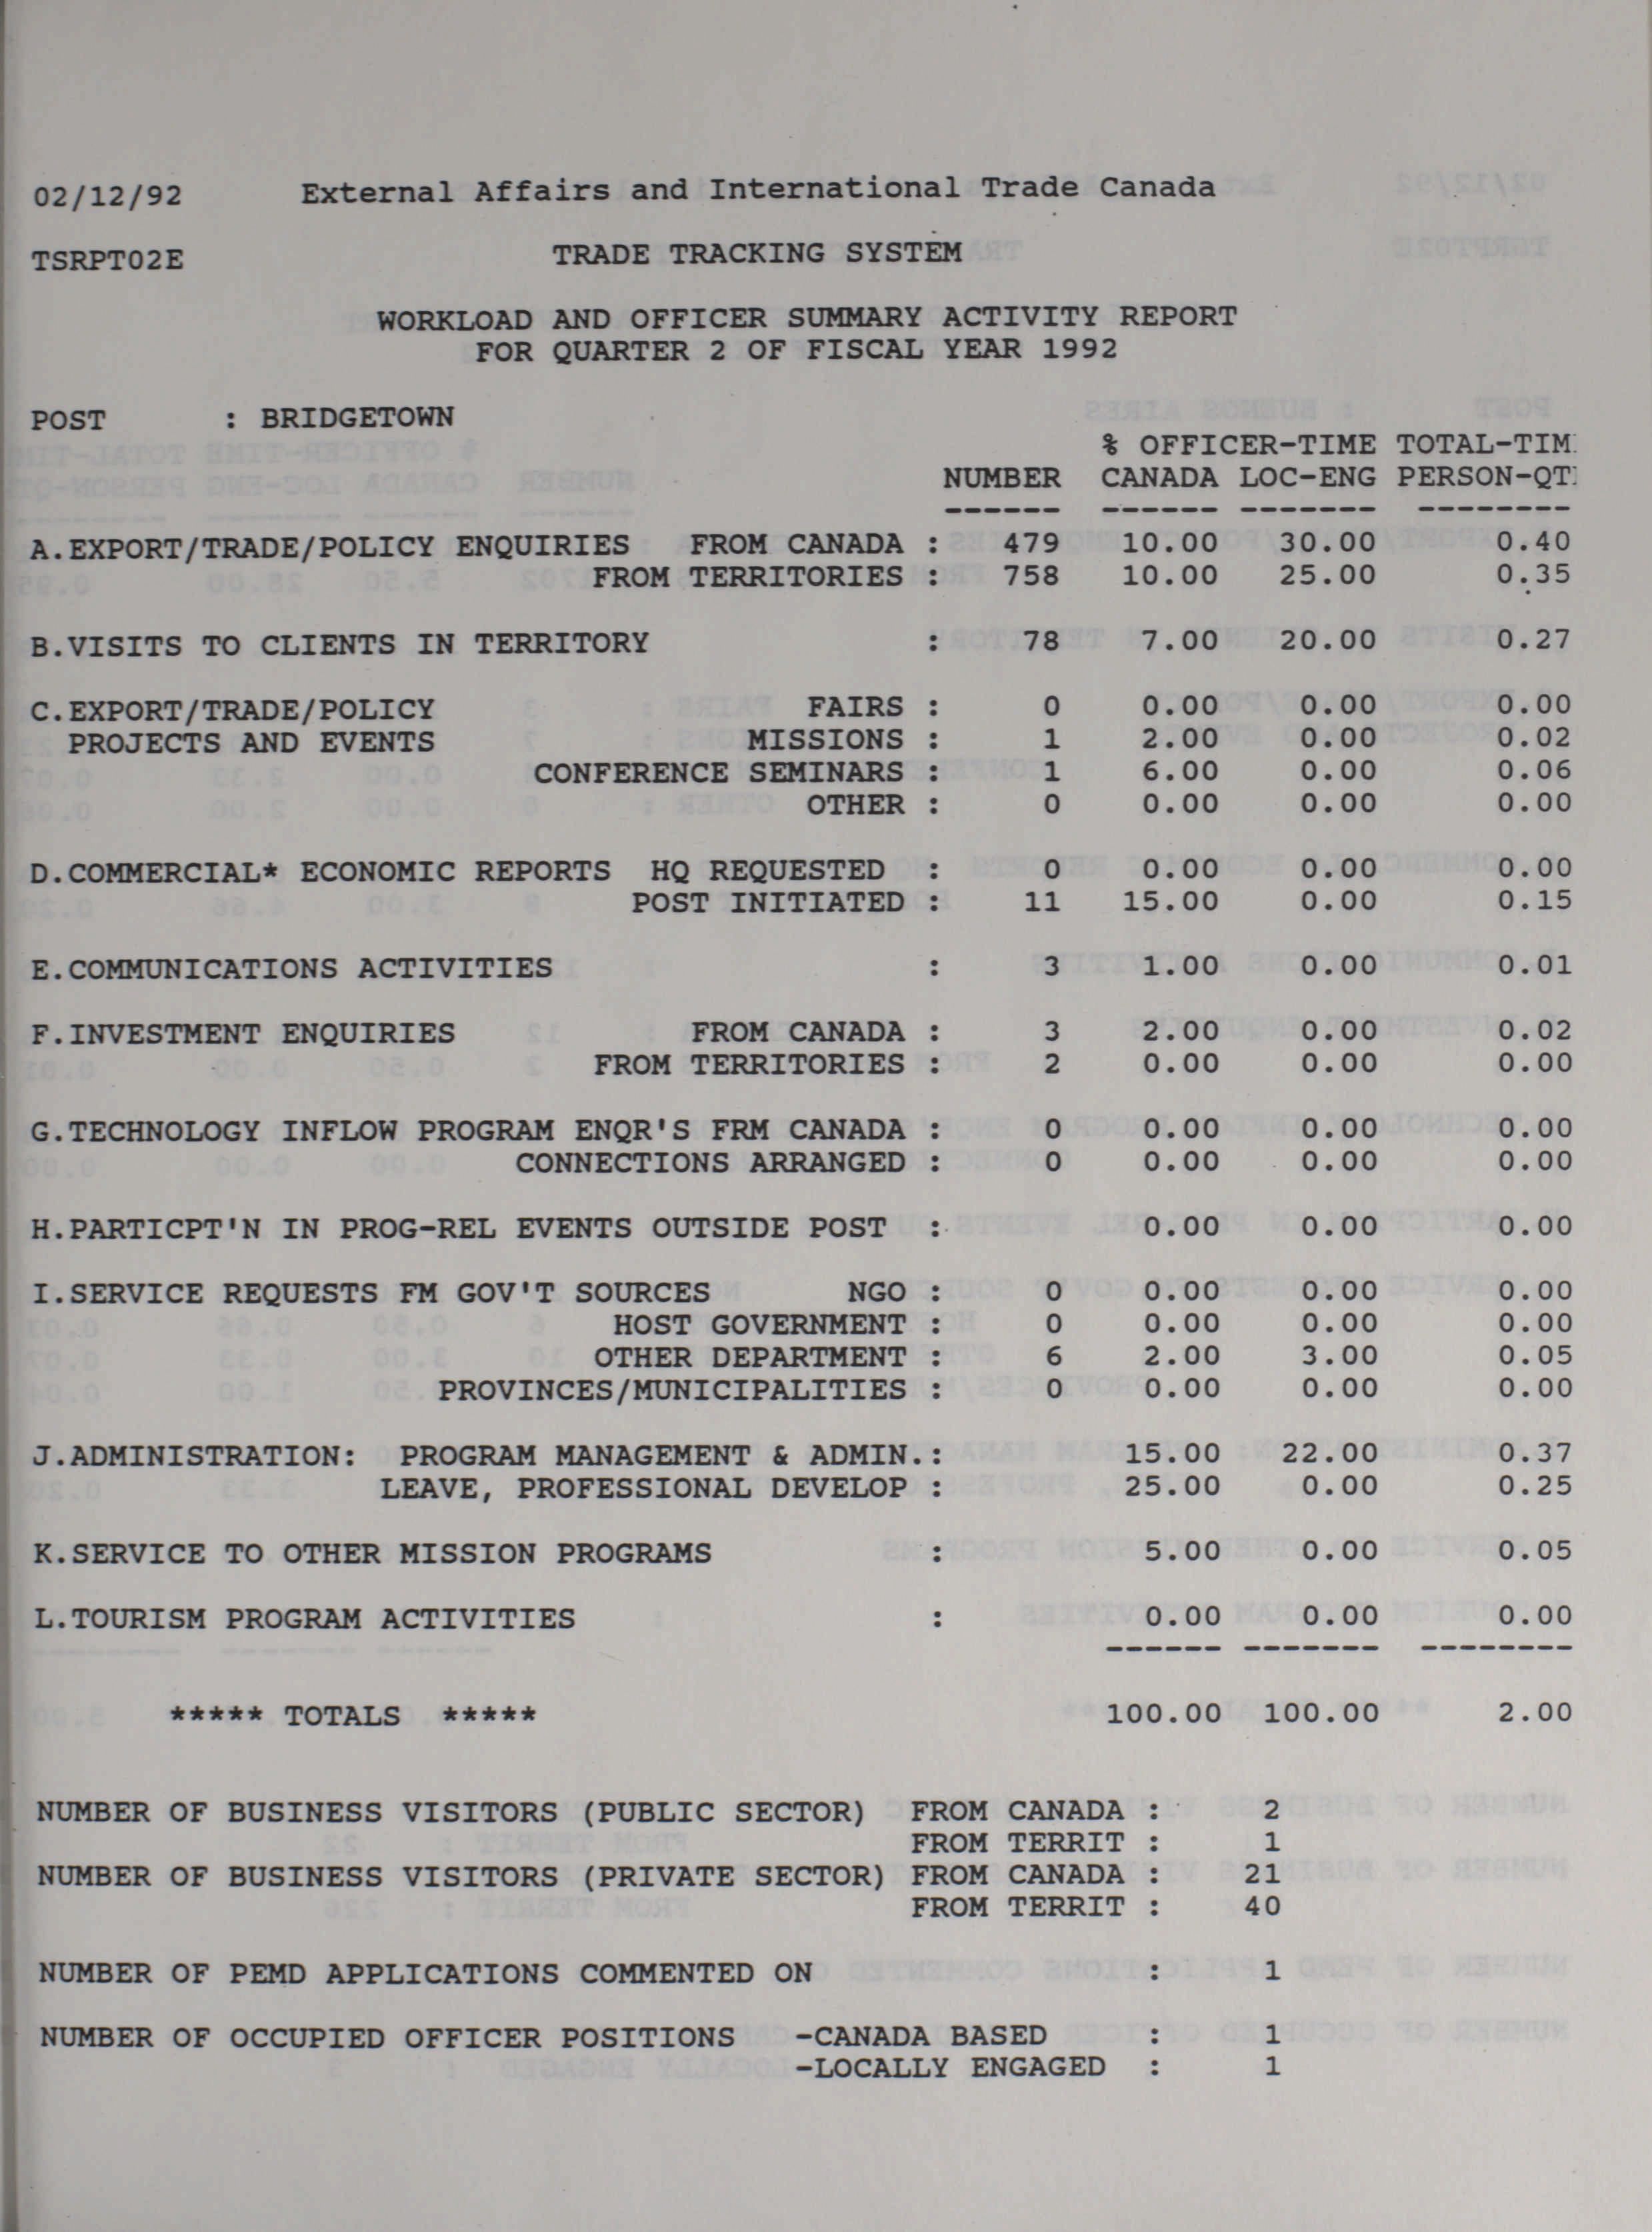 02/12/92 External Affairs and International Trade Canada
TSRPT02E TRADE TRACKING SYSTEM
WORKLOAD AND OFFICER SUMMARY ACTIVITY REPORT
FOR QUARTER 2 OF FISCAL YEAR 1992
POST : BRIDGETOWN
% OFFICER-TIME TOTAL-TIM
NUMBER CANADA LOC-ENG PERSON-QT
------ ------ ------- --------
A.EXPORT/TRADE/POLICY ENQUIRIES FROM CANADA : 479 10.00 30.00 0.40
FROM TERRITORIES : 758 10.00 25.00 0.35
B.VISITS TO CLIENTS IN TERRITORY : 78 7.00 20.00 0.27
C.EXPORT/TRADE/POLICY FAIRS : 0 0.00 0.00 0.00
PROJECTS AND EVENTS MISSIONS : 1 2.00 0.00 0.02
CONFERENCE SEMINARS : 1 6.00 0.00 0.06
OTHER : 0 0.00 0.00 0.00
D.COMMERCIAL* ECONOMIC REPORTS HQ REQUESTED : 0 0.00 0.00 0.00
POST INITIATED : 11 15.00 0.00 0.15
E.COMMUNICATIONS ACTIVITIES : 3 1.00 0.00 0.01
F.INVESTMENT ENQUIRIES FROM CANADA : 3 2.00 0.00 0.02
FROM TERRITORIES : 2 0.00 0.00 0.00
G.TECHNOLOGY INFLOW PROGRAM ENQR'S FRM CANADA : 0 0.00 0.00 0.00
CONNECTIONS ARRANGED : 0 0.00 0.00 0.00
H.PARTICPT'N IN PROG-REL EVENTS OUTSIDE POST : 0.00 0.00 0.00
I.SERVICE REQUESTS FM GOV'T SOURCES NGO : 0 0.00 0.00 0.00
HOST GOVERNMENT : 0 0.00 0.00 0.00
OTHER DEPARTMENT : 6 2.00 3.00 0.05
PROVINCES/MUNICIPALITIES : 0 0.00 0.00 0.00
J.ADMINISTRATION: PROGRAM MANAGEMENT & ADMIN.: 15.00 22.00 0.37
LEAVE, PROFESSIONAL DEVELOP : 25.00 0.00 0.25
K.SERVICE TO OTHER MISSION PROGRAMS : 5.00 0.00 0.05
L.TOURISM PROGRAM ACTIVITIES : 0.00 0.00 0.00
------ ------- --------
***** TOTALS ***** 100.00 100.00 2.00
NUMBER OF BUSINESS VISITORS (PUBLIC SECTOR) FROM CANADA : 2
FROM TERRIT : 1
NUMBER OF BUSINESS VISITORS (PRIVATE SECTOR) FROM CANADA : 21
FROM TERRIT : 40
NUMBER OF PEMD APPLICATIONS COMMENTED ON : 1
NUMBER OF OCCUPIED OFFICER POSITIONS -CANADA BASED : 1
-LOCALLY ENGAGED : 1